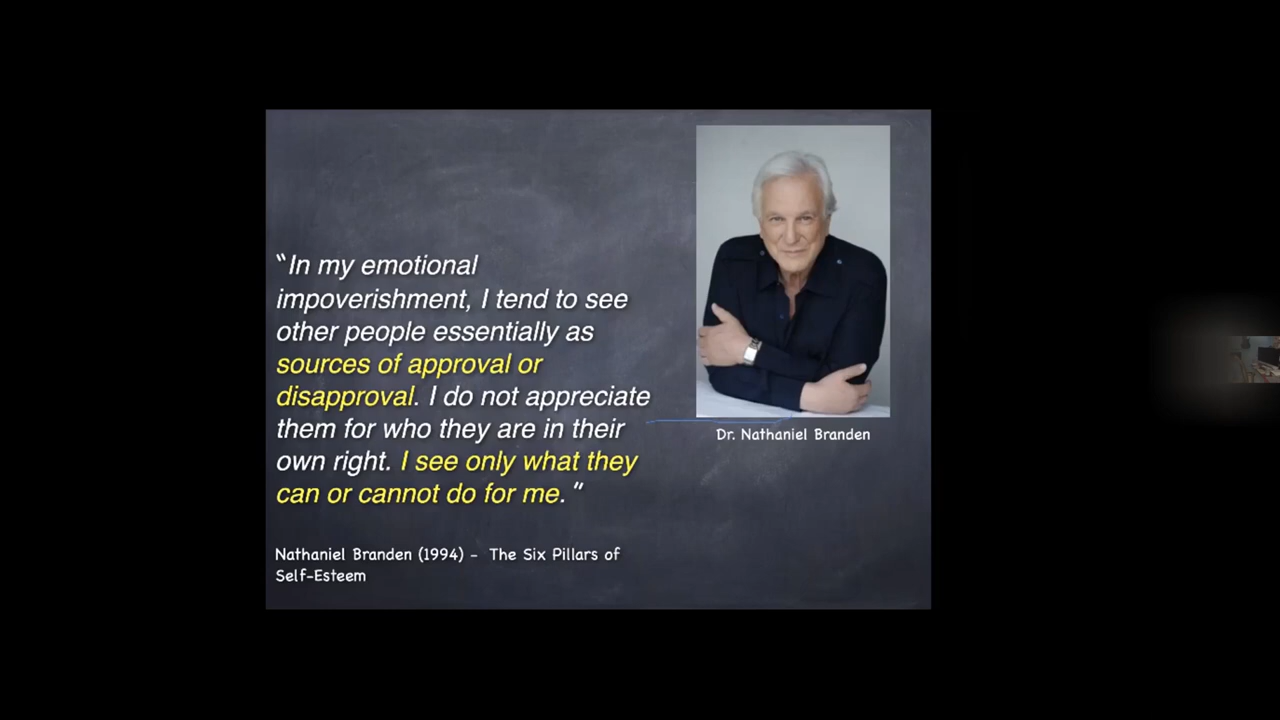 “In my emotional
impoverishment, I tend to see
other people essentially as
sources of approval or
disapproval. I do not appreciate
them for who they are in their
own right. I see only what they
can or cannot do for me.”
Nathaniel Branden (1994) - The Six Pillars of
Self-Esteem
Dr. Nathaniel Branden